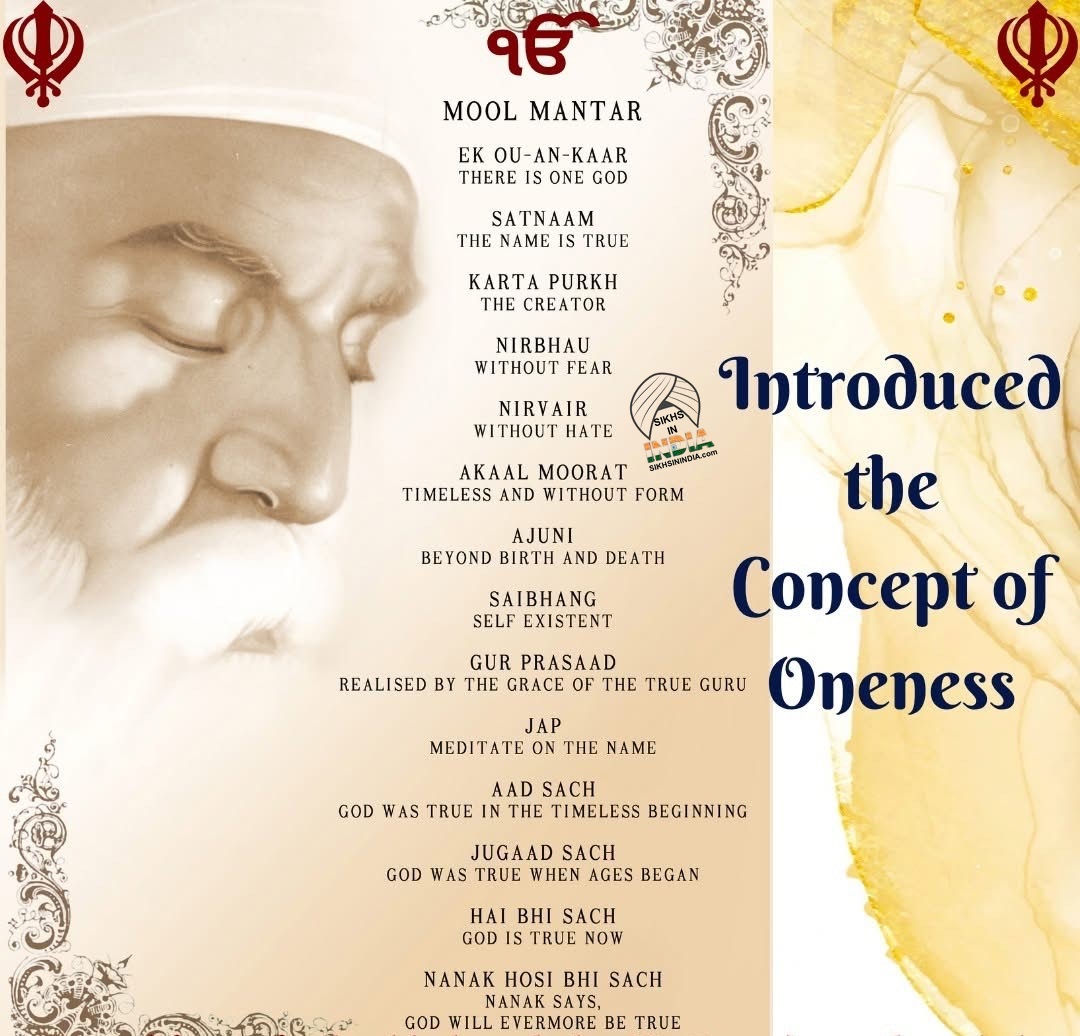 ੴ
MOOL MANTAR
EK OU-AN-KAAR
THERE IS ONE GOD
SATNAAM
THE NAME IS TRUE
KARTA PURKH
THE CREATOR
NIRBHAU
WITHOUT FEAR
NIRVAIR
WITHOUT HATE
AKAAL MOORAT
TIMELESS AND WITHOUT FORM
AJUNI
BEYOND BIRTH AND DEATH
SAIBHANG
SELF EXISTENT
GUR PRASAAD
REALISED BY THE GRACE OF THE TRUE GURU
JAP
MEDITATE ON THE NAME
AAD SACH
GOD WAS TRUE IN THE TIMELESS BEGINNING
JUGAAD SACH
GOD WAS TRUE WHEN AGES BEGAN
HAI BHI SACH
GOD IS TRUE NOW
NANAK HOSI BHI SACH
NANAK SAYS,
GOD WILL EVERMORE BE TRUE
SIKHS
IN
INDIA
SIKHSININDIA.com
Introduced
the
Concept of
Oneness